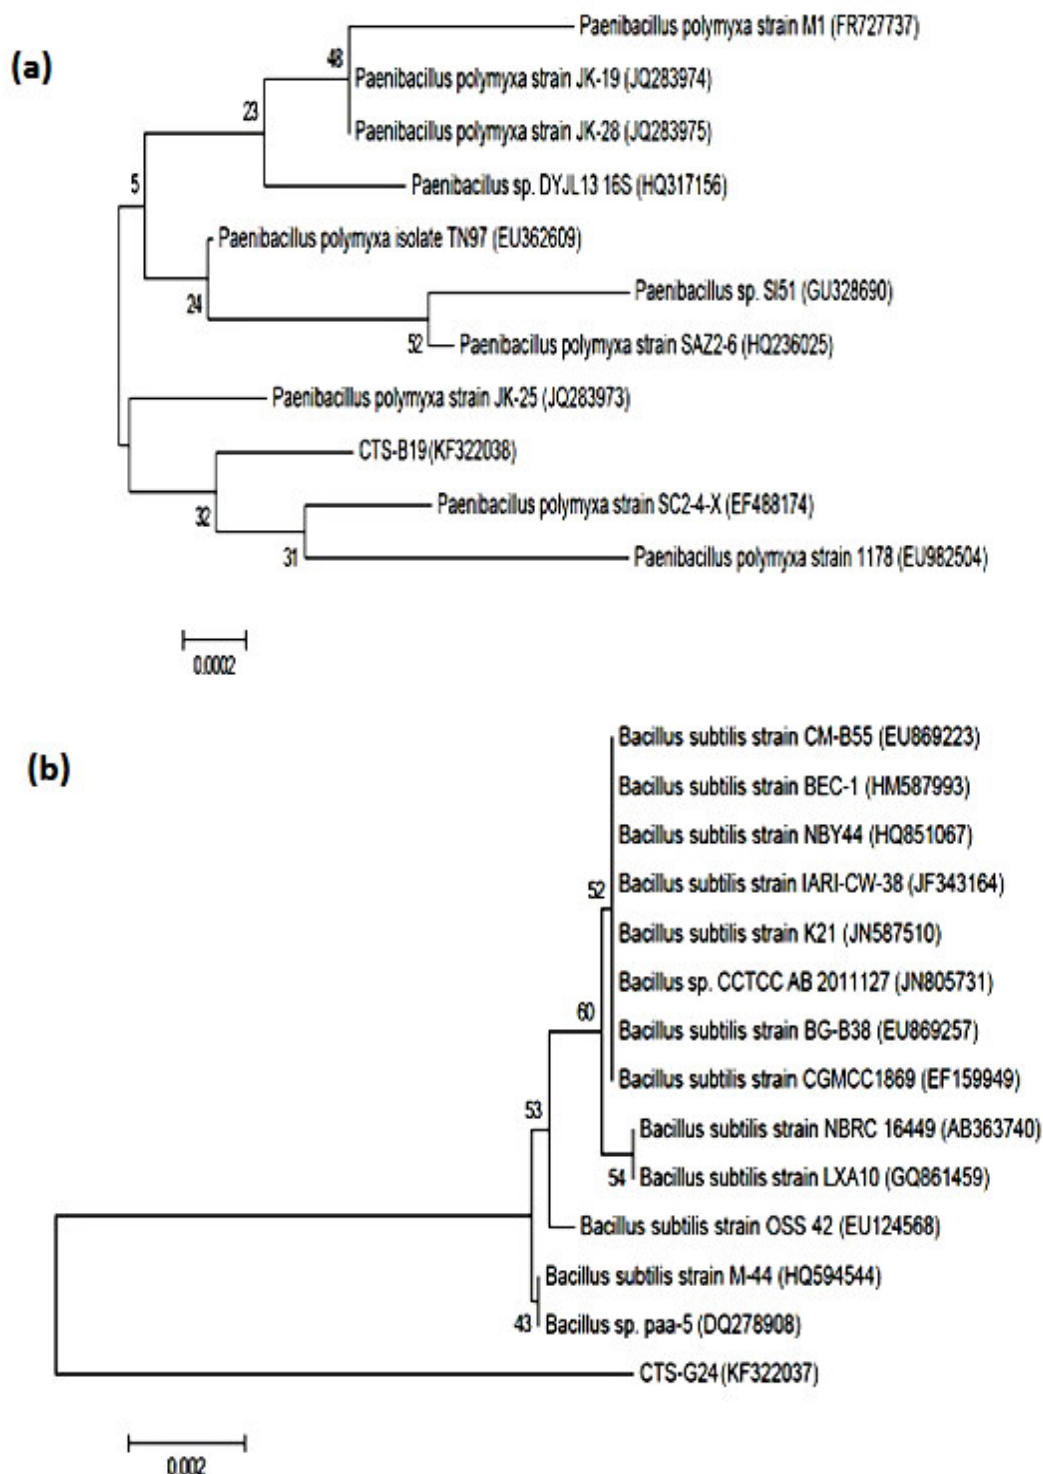 (a)
Paenibacillus polymyxa strain M1 (FR727737)
48
Paenibacillus polymyxa strain JK-19 (JQ283974)
23
Paenibacillus polymyxa strain JK-28 (JQ283975)
5
Paenibacillus sp. DYJL13 16S (HQ317156)
Paenibacillus polymyxa isolate TN97 (EU362609)
24
Paenibacillus sp. SI51 (GU328690)
52
Paenibacillus polymyxa strain SAZ2-6 (HQ236025)
Paenibacillus polymyxa strain JK-25 (JQ283973)
CTS-B19(KF322038)
32
Paenibacillus polymyxa strain SC2-4-X (EF488174)
31
Paenibacillus polymyxa strain 1178 (EU982504)
0.0002
(b)
Bacillus subtilis strain CM-B55 (EU869223)
Bacillus subtilis strain BEC-1 (HM587993)
Bacillus subtilis strain NBY44 (HQ851067)
52
Bacillus subtilis strain IARI-CW-38 (JF343164)
Bacillus subtilis strain K21 (JN587510)
Bacillus sp. CCTCC AB 2011127 (JN805731)
60
Bacillus subtilis strain BG-B38 (EU869257)
Bacillus subtilis strain CGMCC1869 (EF159949)
53
Bacillus subtilis strain NBRC 16449 (AB363740)
54
Bacillus subtilis strain LXA10 (GQ861459)
Bacillus subtilis strain OSS 42 (EU124568)
Bacillus subtilis strain M-44 (HQ594544)
43
Bacillus sp. paa-5 (DQ278908)
CTS-G24(KF322037)
0.002